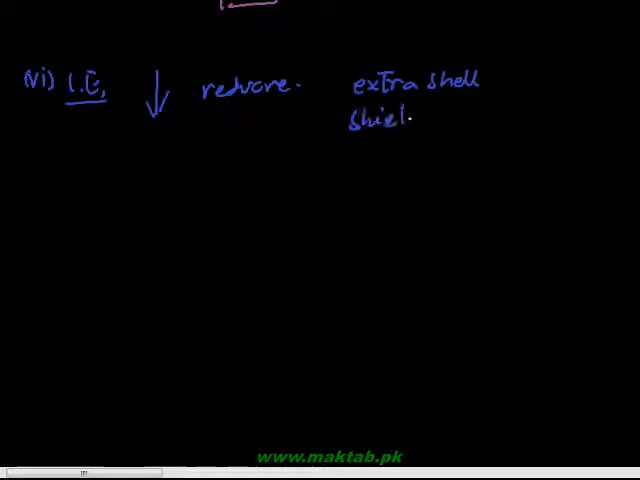 (vi) I.E, ↓ reduce. extra shell
shiel
www.maktab.pk